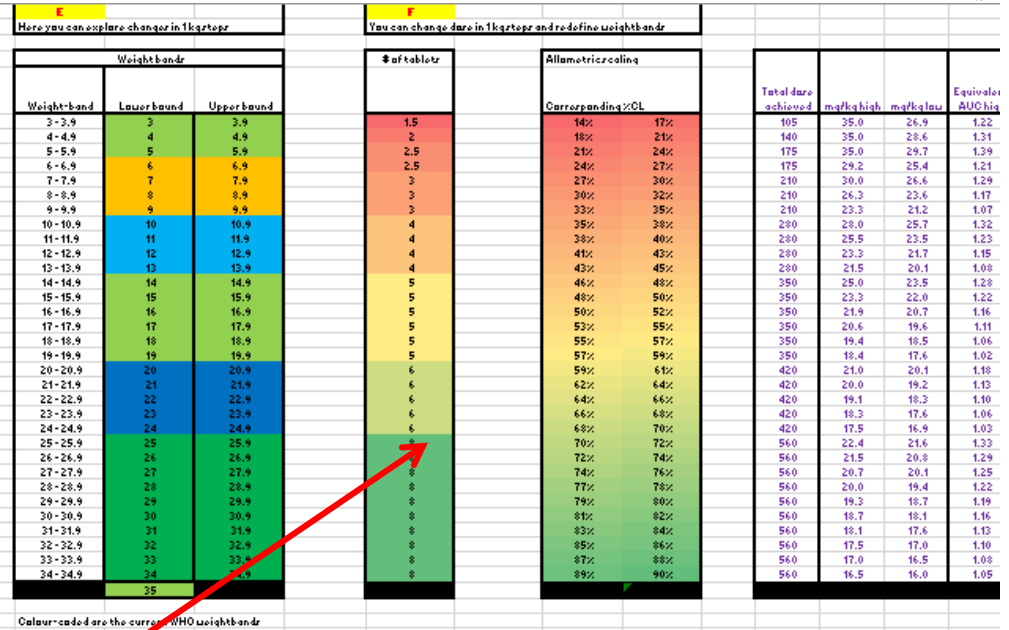 E F
Here you can explore changes in 1kg steps You can change dose in 1kg steps and redefine weightbands
Weight bands # of tablets Allometric scaling
Total dose Equivalen
Weight-band Lower bound Upper bound Corresponding %CL achieved mg/kg high mg/kg low AUC hig
3 - 3.9 3 3.9 1.5 14% 17% 105 35.0 26.9 1.22
4 - 4.9 4 4.9 2 18% 21% 140 35.0 28.6 1.31
5 - 5.9 5 5.9 2.5 21% 24% 175 35.0 29.7 1.39
6 - 6.9 6 6.9 2.5 24% 27% 175 29.2 25.4 1.21
7 - 7.9 7 7.9 3 27% 30% 210 30.0 26.6 1.29
8 - 8.9 8 8.9 3 30% 32% 210 26.3 23.6 1.17
9 - 9.9 9 9.9 3 33% 35% 210 23.3 21.2 1.07
10 - 10.9 10 10.9 4 35% 38% 280 28.0 25.7 1.32
11 - 11.9 11 11.9 4 38% 40% 280 25.5 23.5 1.23
12 - 12.9 12 12.9 4 41% 43% 280 23.3 21.7 1.15
13 - 13.9 13 13.9 4 43% 45% 280 21.5 20.1 1.08
14 - 14.9 14 14.9 5 46% 48% 350 25.0 23.5 1.28
15 - 15.9 15 15.9 5 48% 50% 350 23.3 22.0 1.22
16 - 16.9 16 16.9 5 50% 52% 350 21.9 20.7 1.16
17 - 17.9 17 17.9 5 53% 55% 350 20.6 19.6 1.11
18 - 18.9 18 18.9 5 55% 57% 350 19.4 18.5 1.06
19 - 19.9 19 19.9 5 57% 59% 350 18.4 17.6 1.02
20 - 20.9 20 20.9 6 59% 61% 420 21.0 20.1 1.18
21 - 21.9 21 21.9 6 62% 64% 420 20.0 19.2 1.13
22 - 22.9 22 22.9 6 64% 66% 420 19.1 18.3 1.10
23 - 23.9 23 23.9 6 66% 68% 420 18.3 17.6 1.06
24 - 24.9 24 24.9 6 68% 70% 420 17.5 16.9 1.03
25 - 25.9 25 25.9 8 70% 72% 560 22.4 21.6 1.33
26 - 26.9 26 26.9 72% 74% 560 21.5 20.8 1.29
27 - 27.9 27 27.9 8 74% 76% 560 20.7 20.1 1.25
28 - 28.9 28 28.9 8 77% 78% 560 20.0 19.4 1.22
29 - 29.9 29 29.9 8 79% 80% 560 19.3 18.7 1.19
30 - 30.9 30 30.9 8 81% 82% 560 18.7 18.1 1.16
31 - 31.9 31 31.9 8 83% 84% 560 18.1 17.6 1.13
32 - 32.9 32 32.9 8 85% 86% 560 17.5 17.0 1.10
33 - 33.9 33 33.9 8 87% 88% 560 17.0 16.5 1.08
34 - 34.9 34 34.9 8 89% 90% 560 16.5 16.0 1.05
35
Colour-coded are the current WHO weightbands